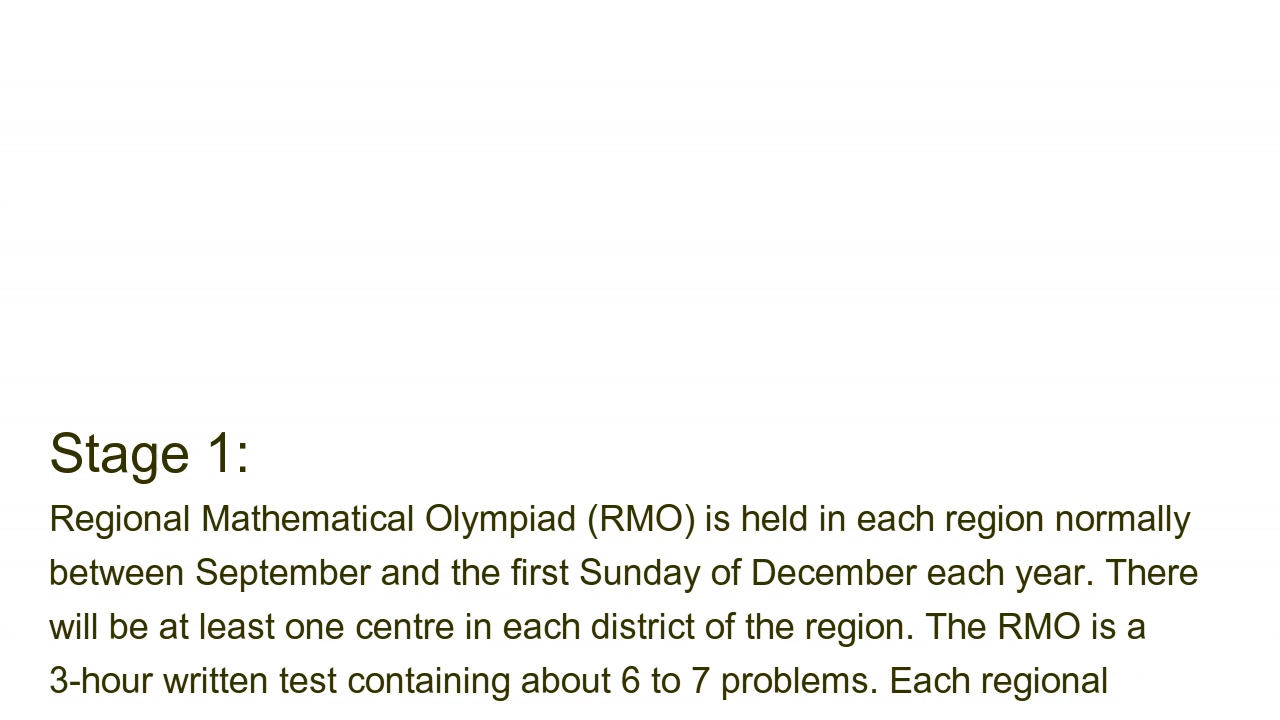 Stage 1:
Regional Mathematical Olympiad (RMO) is held in each region normally
between September and the first Sunday of December each year. There
will be at least one centre in each district of the region. The RMO is a
3-hour written test containing about 6 to 7 problems. Each regional